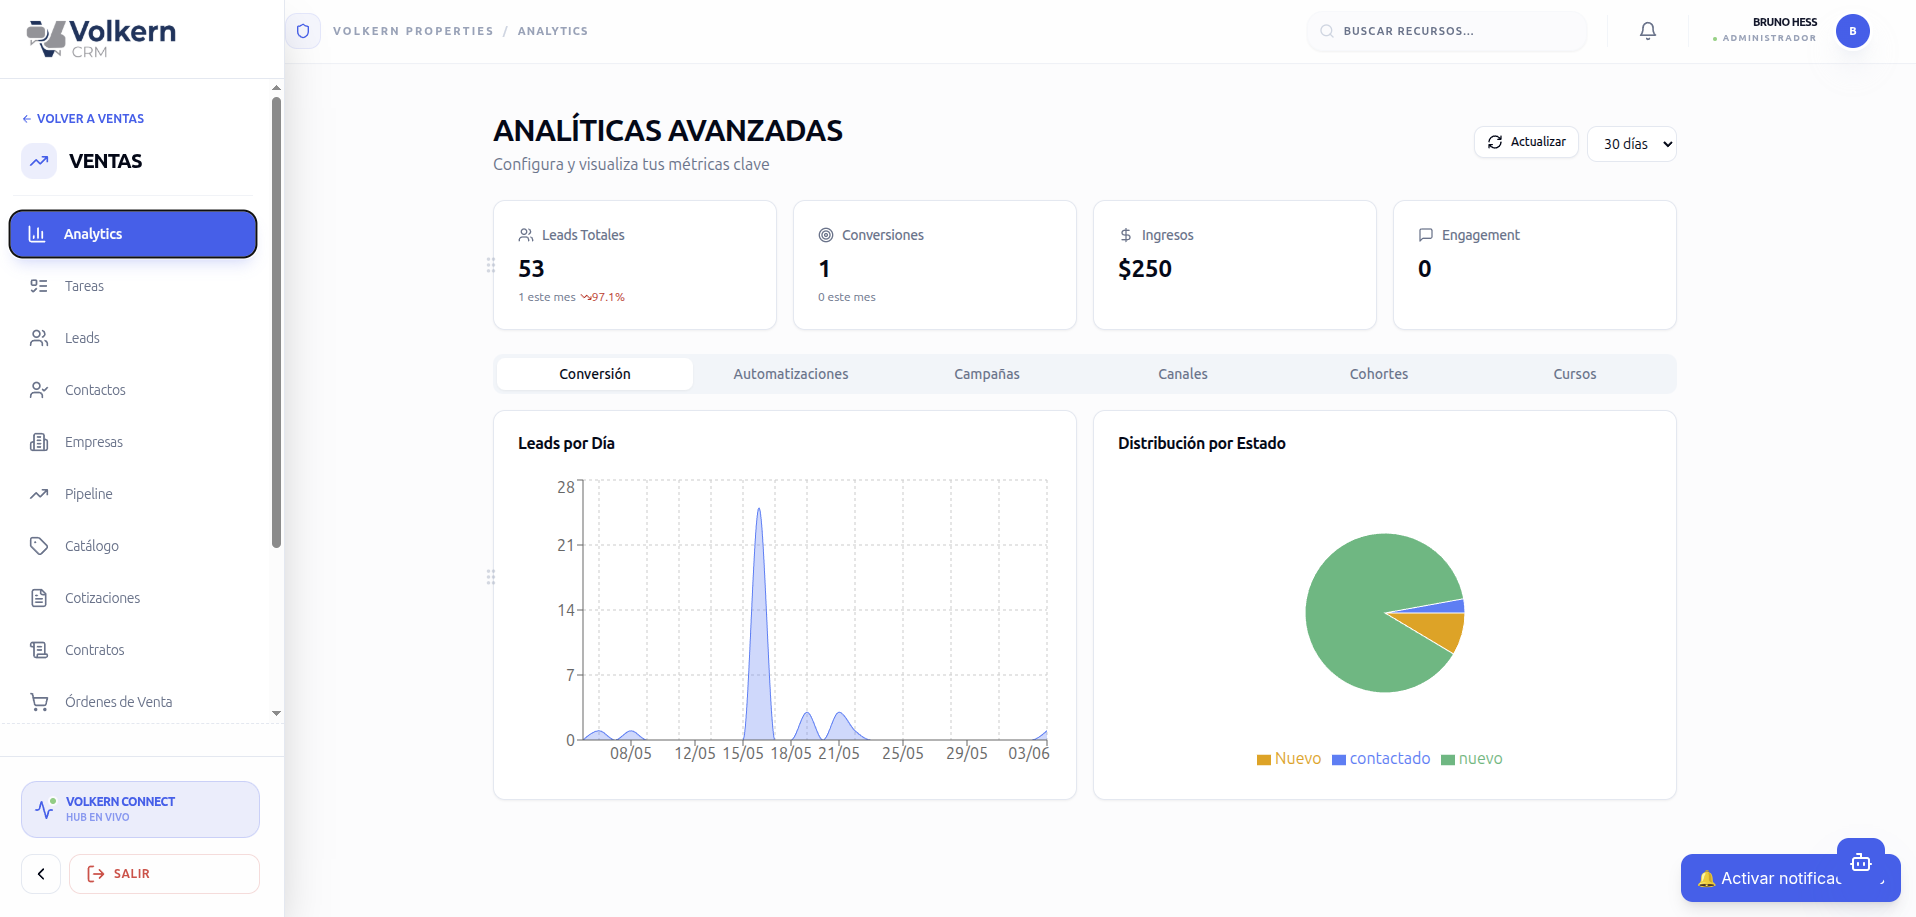 Volkern
CRM
VOLKERN PROPERTIES / ANALYTICS
BUSCAR RECURSOS...
BRUNO HESS
ADMINISTRADOR
B
← VOLVER A VENTAS
VENTAS
Analytics
Tareas
Leads
Contactos
Empresas
Pipeline
Catálogo
Cotizaciones
Contratos
Órdenes de Venta
VOLKERN CONNECT
HUB EN VIVO
SALIR
ANALÍTICAS AVANZADAS
Configura y visualiza tus métricas clave
Actualizar
30 días
Leads Totales
53
1 este mes 97.1%
Conversiones
1
0 este mes
Ingresos
$250
Engagement
0
Conversión
Automatizaciones
Campañas
Canales
Cohortes
Cursos
Leads por Día
28
21
14
7
0
08/05 12/05 15/05 18/05 21/05 25/05 29/05 03/06
Distribución por Estado
Nuevo contactado nuevo
🔔 Activar